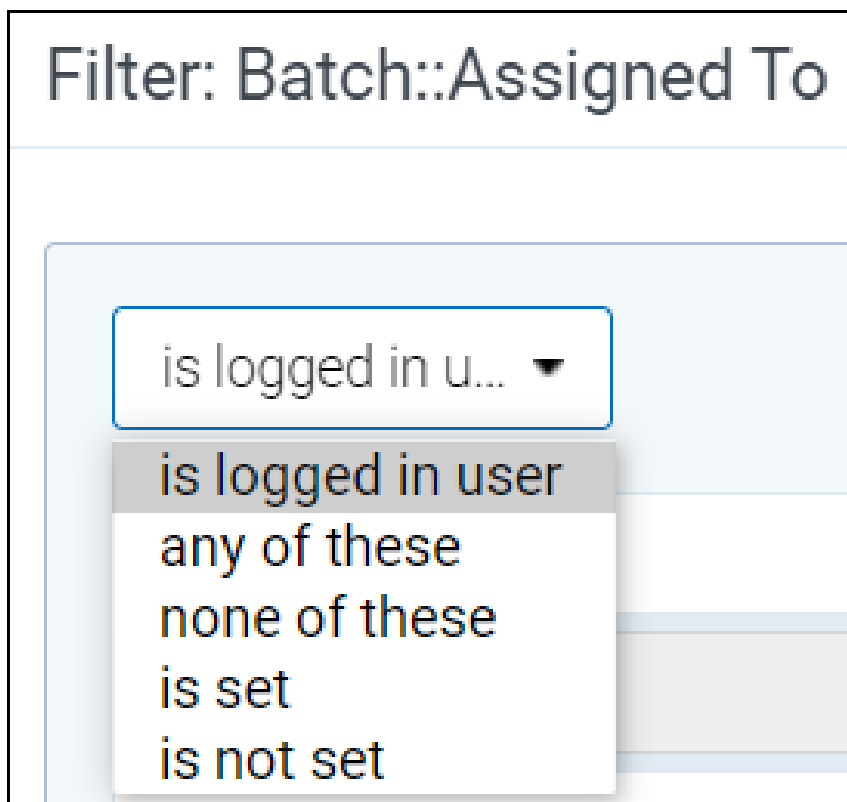 Filter: Batch::Assigned To
is logged in u...
is logged in user
any of these
none of these
is set
is not set